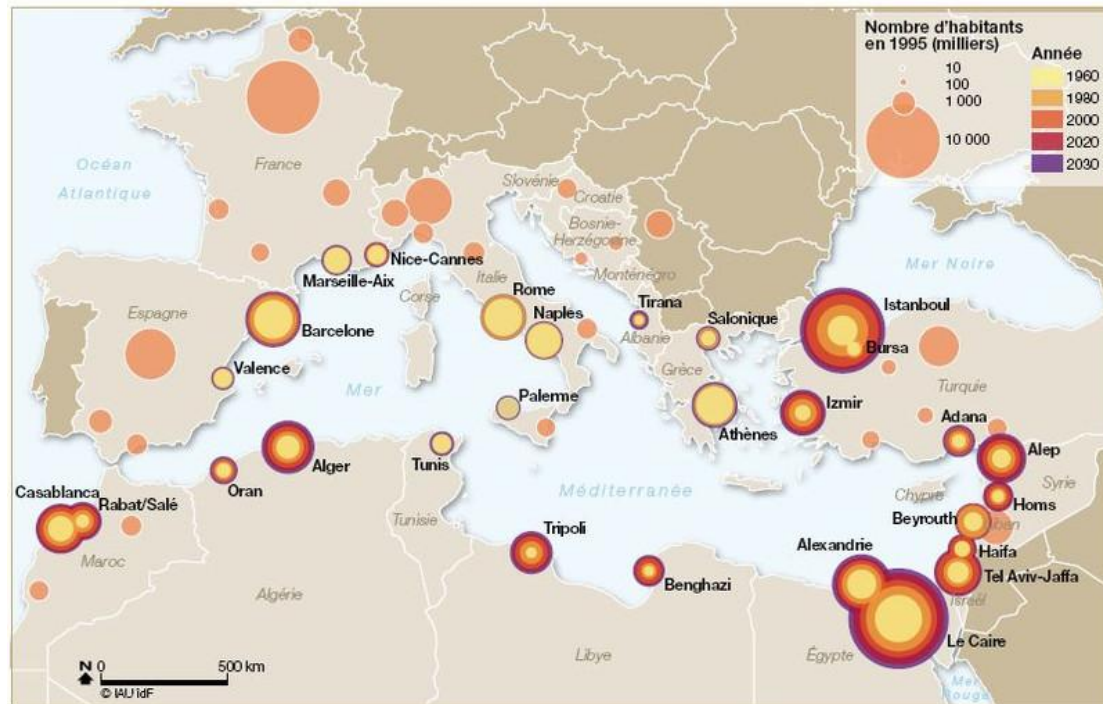 Nombre d'habitants
en 1995 (milliers)
10
100
1 000
10 000
Année
1960
1980
2000
2020
2030
Océan
Atlantique
France
Slovénie
Croatie
Bosnie-
Herzégovine
Monténégro
Mer Noire
Marseille-Aix
Nice-Cannes
Italie
Corse
Rome
Naples
Tirana
Albanie
Salonique
Istanboul
Bursa
Turquie
Espagne
Barcelone
Valence
Mer
Palerme
Grèce
Athènes
Izmir
Adana
Alep
Syrie
Alger
Oran
Tunis
Tunisie
Méditerranée
Chypre
Homs
Beyrouth
Liban
Haifa
Tel Aviv-Jaffa
Israël
Casablanca
Rabat/Salé
Maroc
Algérie
Tripoli
Benghazi
Libye
Alexandrie
Le Caire
Égypte
Mer
Rouge
N
0
500 km
© IAU îdF